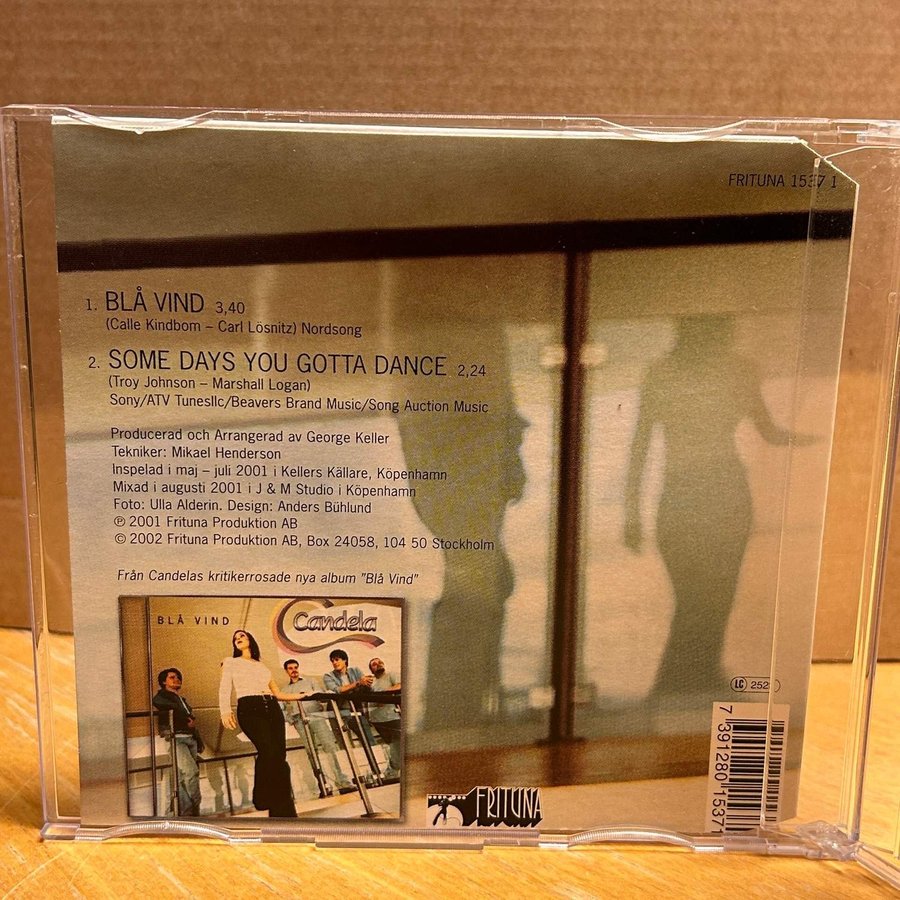 FRITUNA 1537 1
1. BLÅ VIND 3,40
(Calle Kindbom – Carl Lösnitz) Nordsong
2. SOME DAYS YOU GOTTA DANCE 2,24
(Troy Johnson – Marshall Logan)
Sony/ATV Tunesllc/Beavers Brand Music/Song Auction Music
Producerad och Arrangerad av George Keller
Tekniker: Mikael Henderson
Inspelad i maj – juli 2001 i Kellers Källare, Köpenhamn
Mixad i augusti 2001 i J & M Studio i Köpenhamn
Foto: Ulla Alderin. Design: Anders Bühlund
℗ 2001 Frituna Produktion AB
© 2002 Frituna Produktion AB, Box 24058, 104 50 Stockholm
Från Candelas kritikerrosade nya album "Blå Vind"
BLÅ VIND
Candela
LC
7 391280 15371
FRITUNA